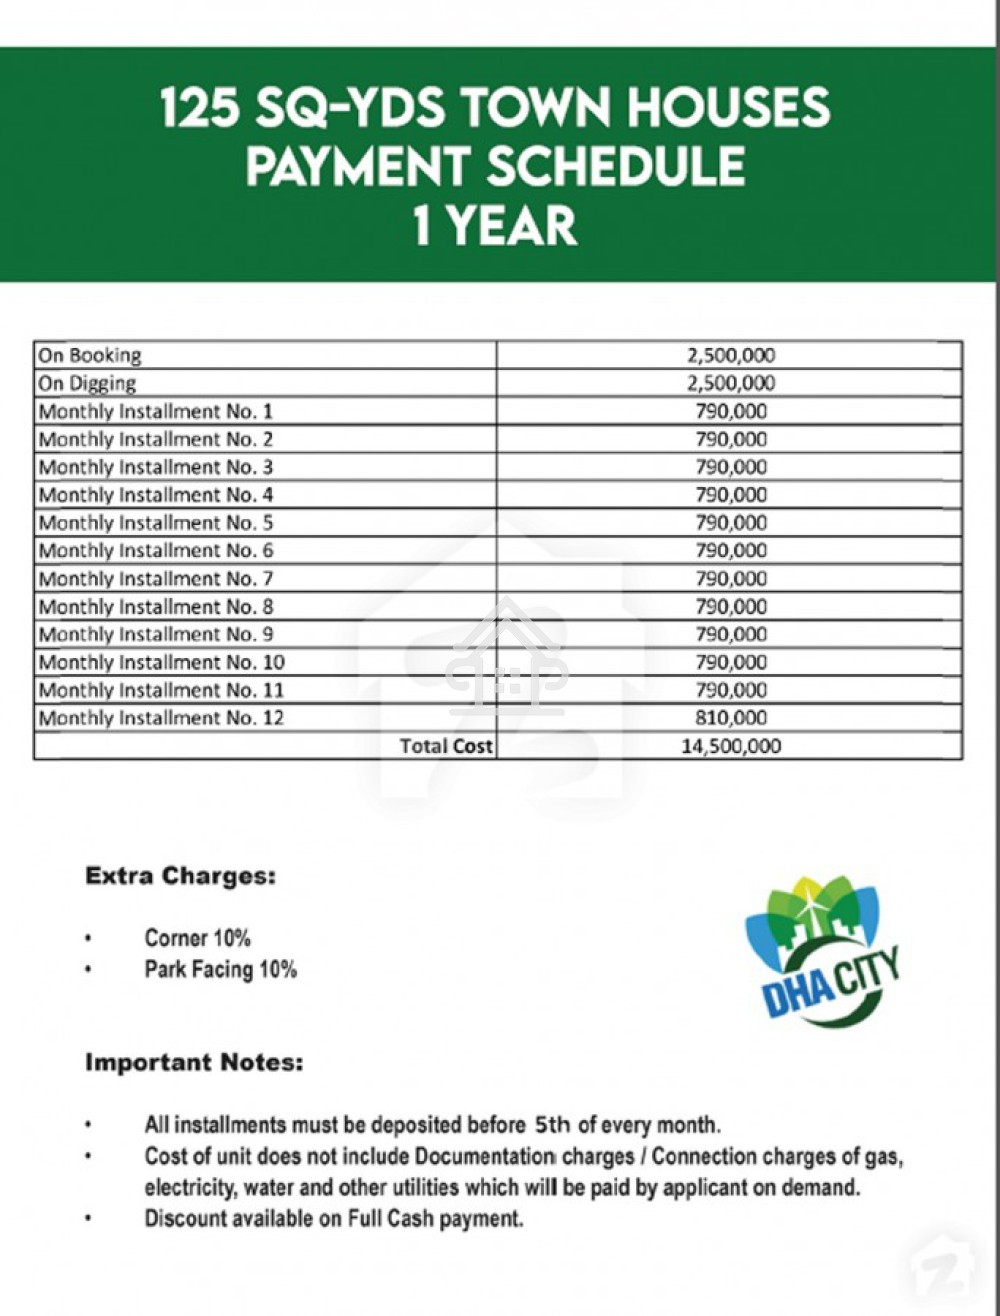 125 SQ-YDS TOWN HOUSES
PAYMENT SCHEDULE
1 YEAR
On Booking 2,500,000
On Digging 2,500,000
Monthly Installment No. 1 790,000
Monthly Installment No. 2 790,000
Monthly Installment No. 3 790,000
Monthly Installment No. 4 790,000
Monthly Installment No. 5 790,000
Monthly Installment No. 6 790,000
Monthly Installment No. 7 790,000
Monthly Installment No. 8 790,000
Monthly Installment No. 9 790,000
Monthly Installment No. 10 790,000
Monthly Installment No. 11 790,000
Monthly Installment No. 12 810,000
Total Cost 14,500,000
Extra Charges:
• Corner 10%
• Park Facing 10%
DHA CITY
Important Notes:
• All installments must be deposited before 5th of every month.
• Cost of unit does not include Documentation charges / Connection charges of gas,
electricity, water and other utilities which will be paid by applicant on demand.
• Discount available on Full Cash payment.